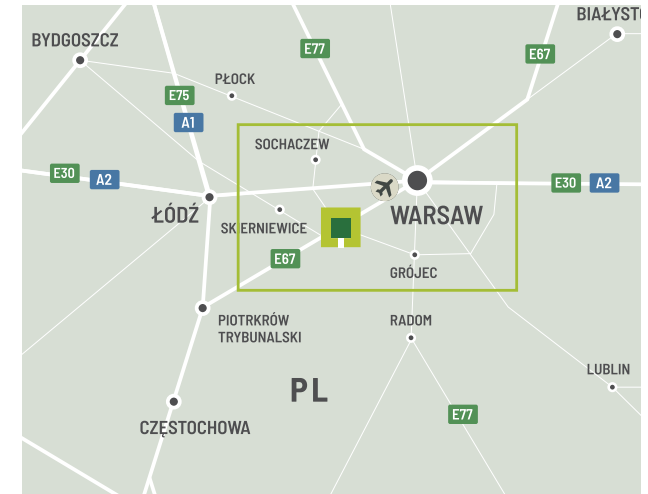 BIAŁYSTO
BYDGOSZCZ
E77
E67
PŁOCK
E75
A1
SOCHACZEW
E30
A2
E30
A2
ŁÓDŹ
SKIERNIEWICE
WARSAW
E67
GRÓJEC
PIOTRKRÓW
TRYBUNALSKI
RADOM
LUBLIN
PL
E77
CZĘSTOCHOWA